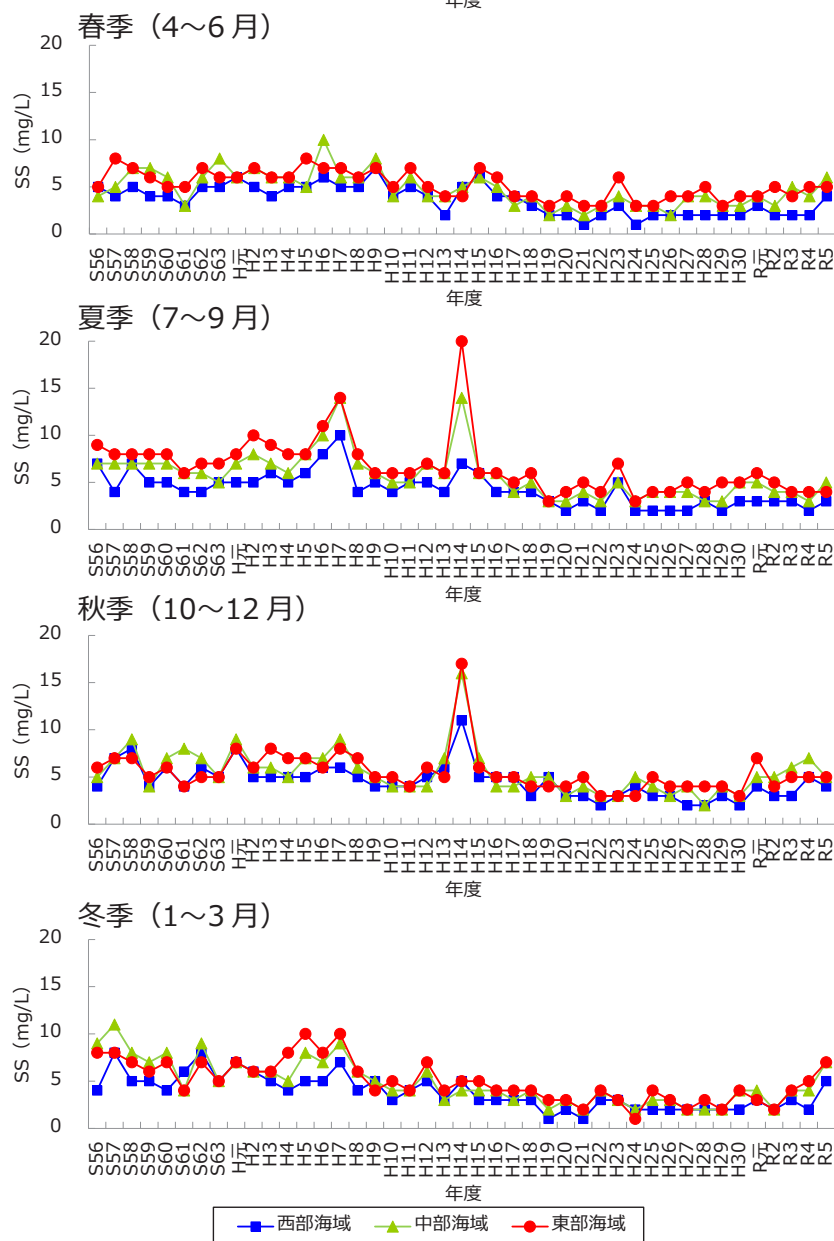 年度
春季（4～6 月）
20
15
10
5
0
SS（mg/L）
S56 S57 S58 S59 S60 S61 S62 S63 H元 H2 H3 H4 H5 H6 H7 H8 H9 H10 H11 H12 H13 H14 H15 H16 H17 H18 H19 H20 H21 H22 H23 H24 H25 H26 H27 H28 H29 H30 R元 R2 R3 R4 R5
年度
夏季（7～9 月）
20
15
10
5
0
SS（mg/L）
S56 S57 S58 S59 S60 S61 S62 S63 H元 H2 H3 H4 H5 H6 H7 H8 H9 H10 H11 H12 H13 H14 H15 H16 H17 H18 H19 H20 H21 H22 H23 H24 H25 H26 H27 H28 H29 H30 R元 R2 R3 R4 R5
年度
秋季（10～12 月）
20
15
10
5
0
SS（mg/L）
S56 S57 S58 S59 S60 S61 S62 S63 H元 H2 H3 H4 H5 H6 H7 H8 H9 H10 H11 H12 H13 H14 H15 H16 H17 H18 H19 H20 H21 H22 H23 H24 H25 H26 H27 H28 H29 H30 R元 R2 R3 R4 R5
年度
冬季（1～3 月）
20
15
10
5
0
SS（mg/L）
S56 S57 S58 S59 S60 S61 S62 S63 H元 H2 H3 H4 H5 H6 H7 H8 H9 H10 H11 H12 H13 H14 H15 H16 H17 H18 H19 H20 H21 H22 H23 H24 H25 H26 H27 H28 H29 H30 R元 R2 R3 R4 R5
年度
西部海域 中部海域 東部海域